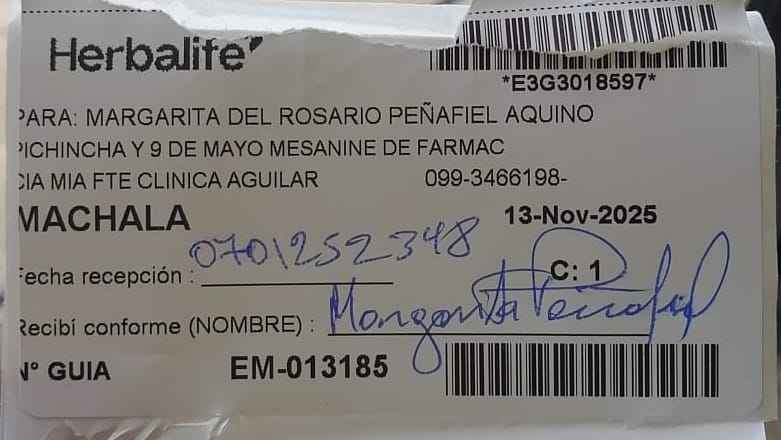 Herbalife
*E3G3018597*
PARA: MARGARITA DEL ROSARIO PEÑAFIEL AQUINO
PICHINCHA Y 9 DE MAYO MESANINE DE FARMAC
CIA MIA FTE CLINICA AGUILAR 099-3466198-
MACHALA 13-Nov-2025
Fecha recepción : 0701252348 C: 1
Recibí conforme (NOMBRE) : Margarita Peñafiel
N° GUIA EM-013185